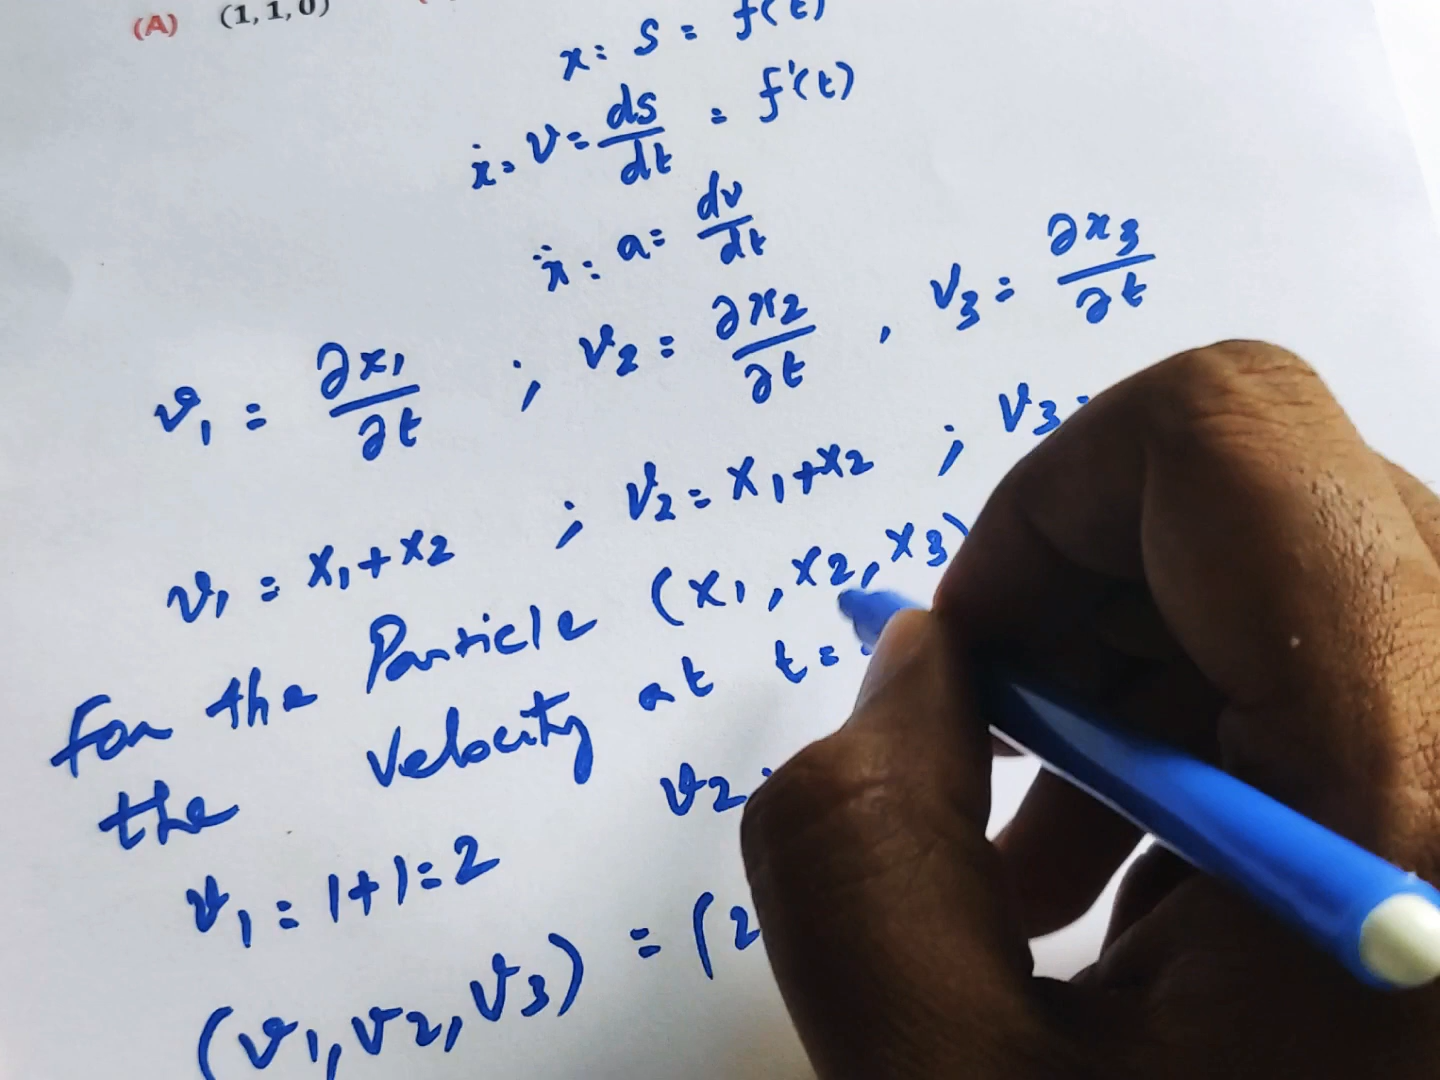 (A) (1,1,0)
x = S = f(t)
ẋ = v = ds/dt = f'(t)
ẍ = a = dv/dt
v₁ = ∂x₁/∂t ; v₂ = ∂x₂/∂t , v₃ = ∂x₃/∂t
v₁ = x₁+x₂ ; v₂ = x₁+x₂ ; v₃
For the Particle (x₁, x₂, x₃)
the velocity at t =
v₁ = 1+1 = 2 v₂
(v₁, v₂, v₃) = (2